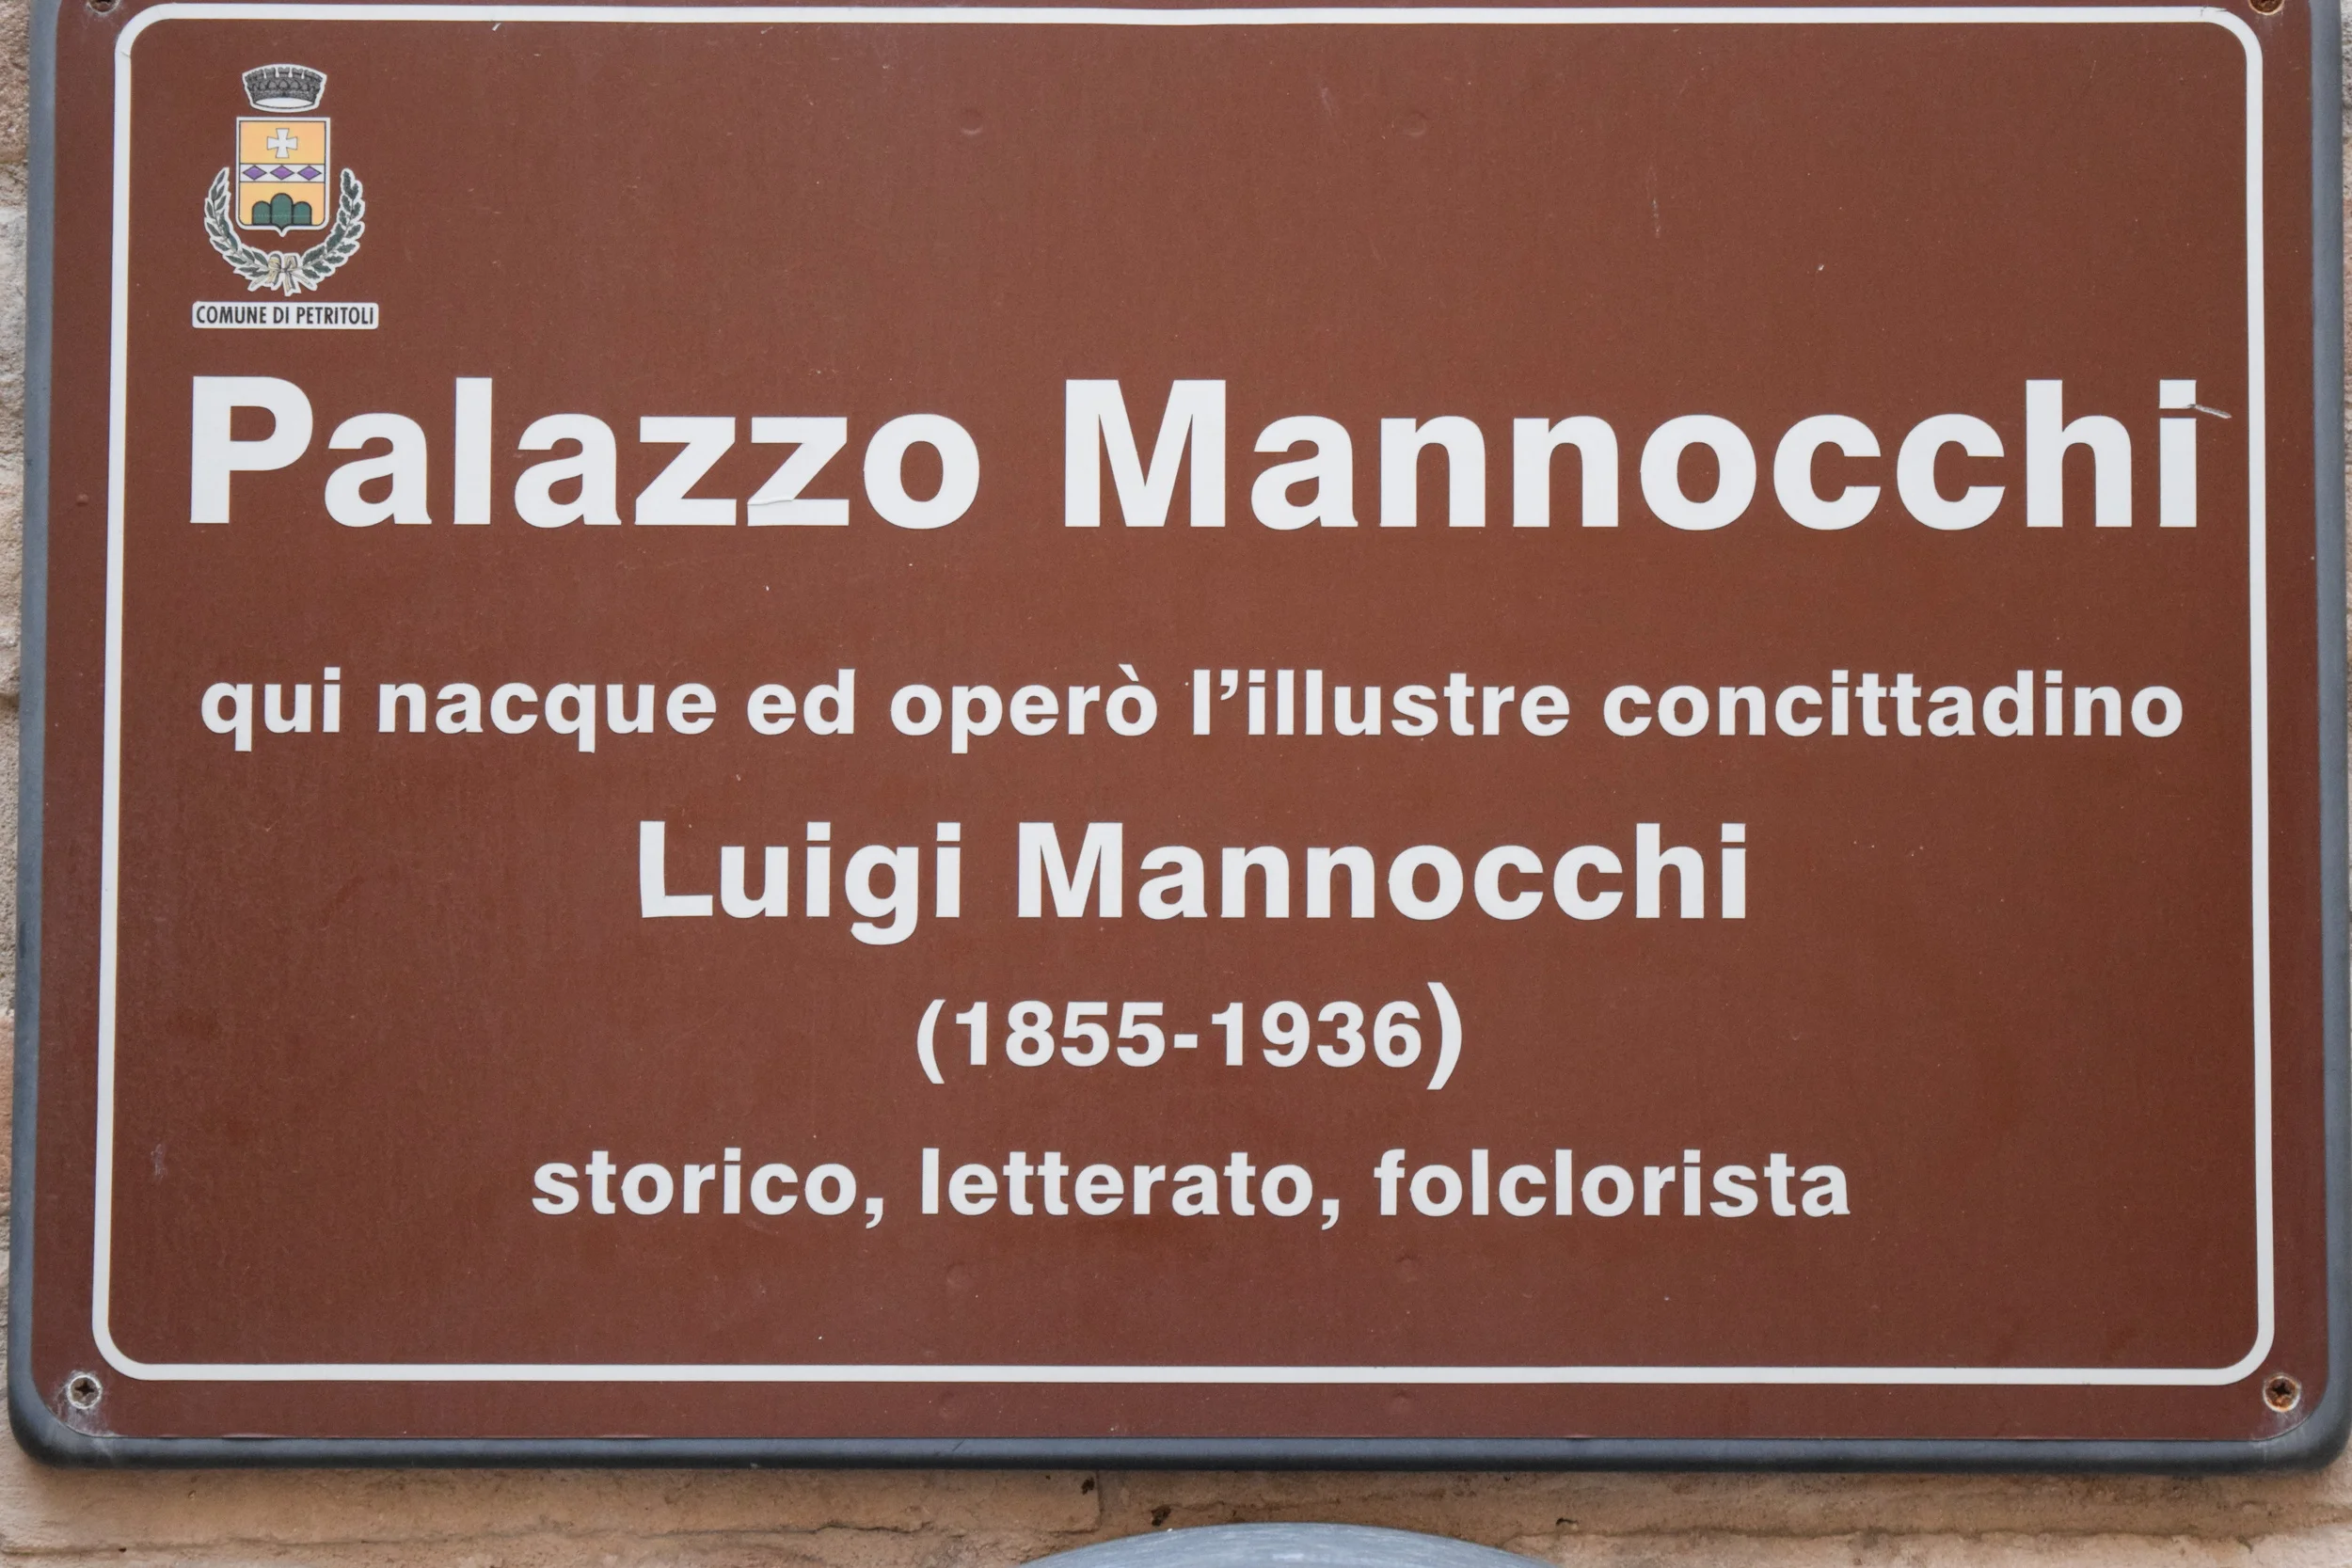 COMUNE DI PETRITOLI
Palazzo Mannocchi
qui nacque ed operò l’illustre concittadino
Luigi Mannocchi
(1855-1936)
storico, letterato, folclorista